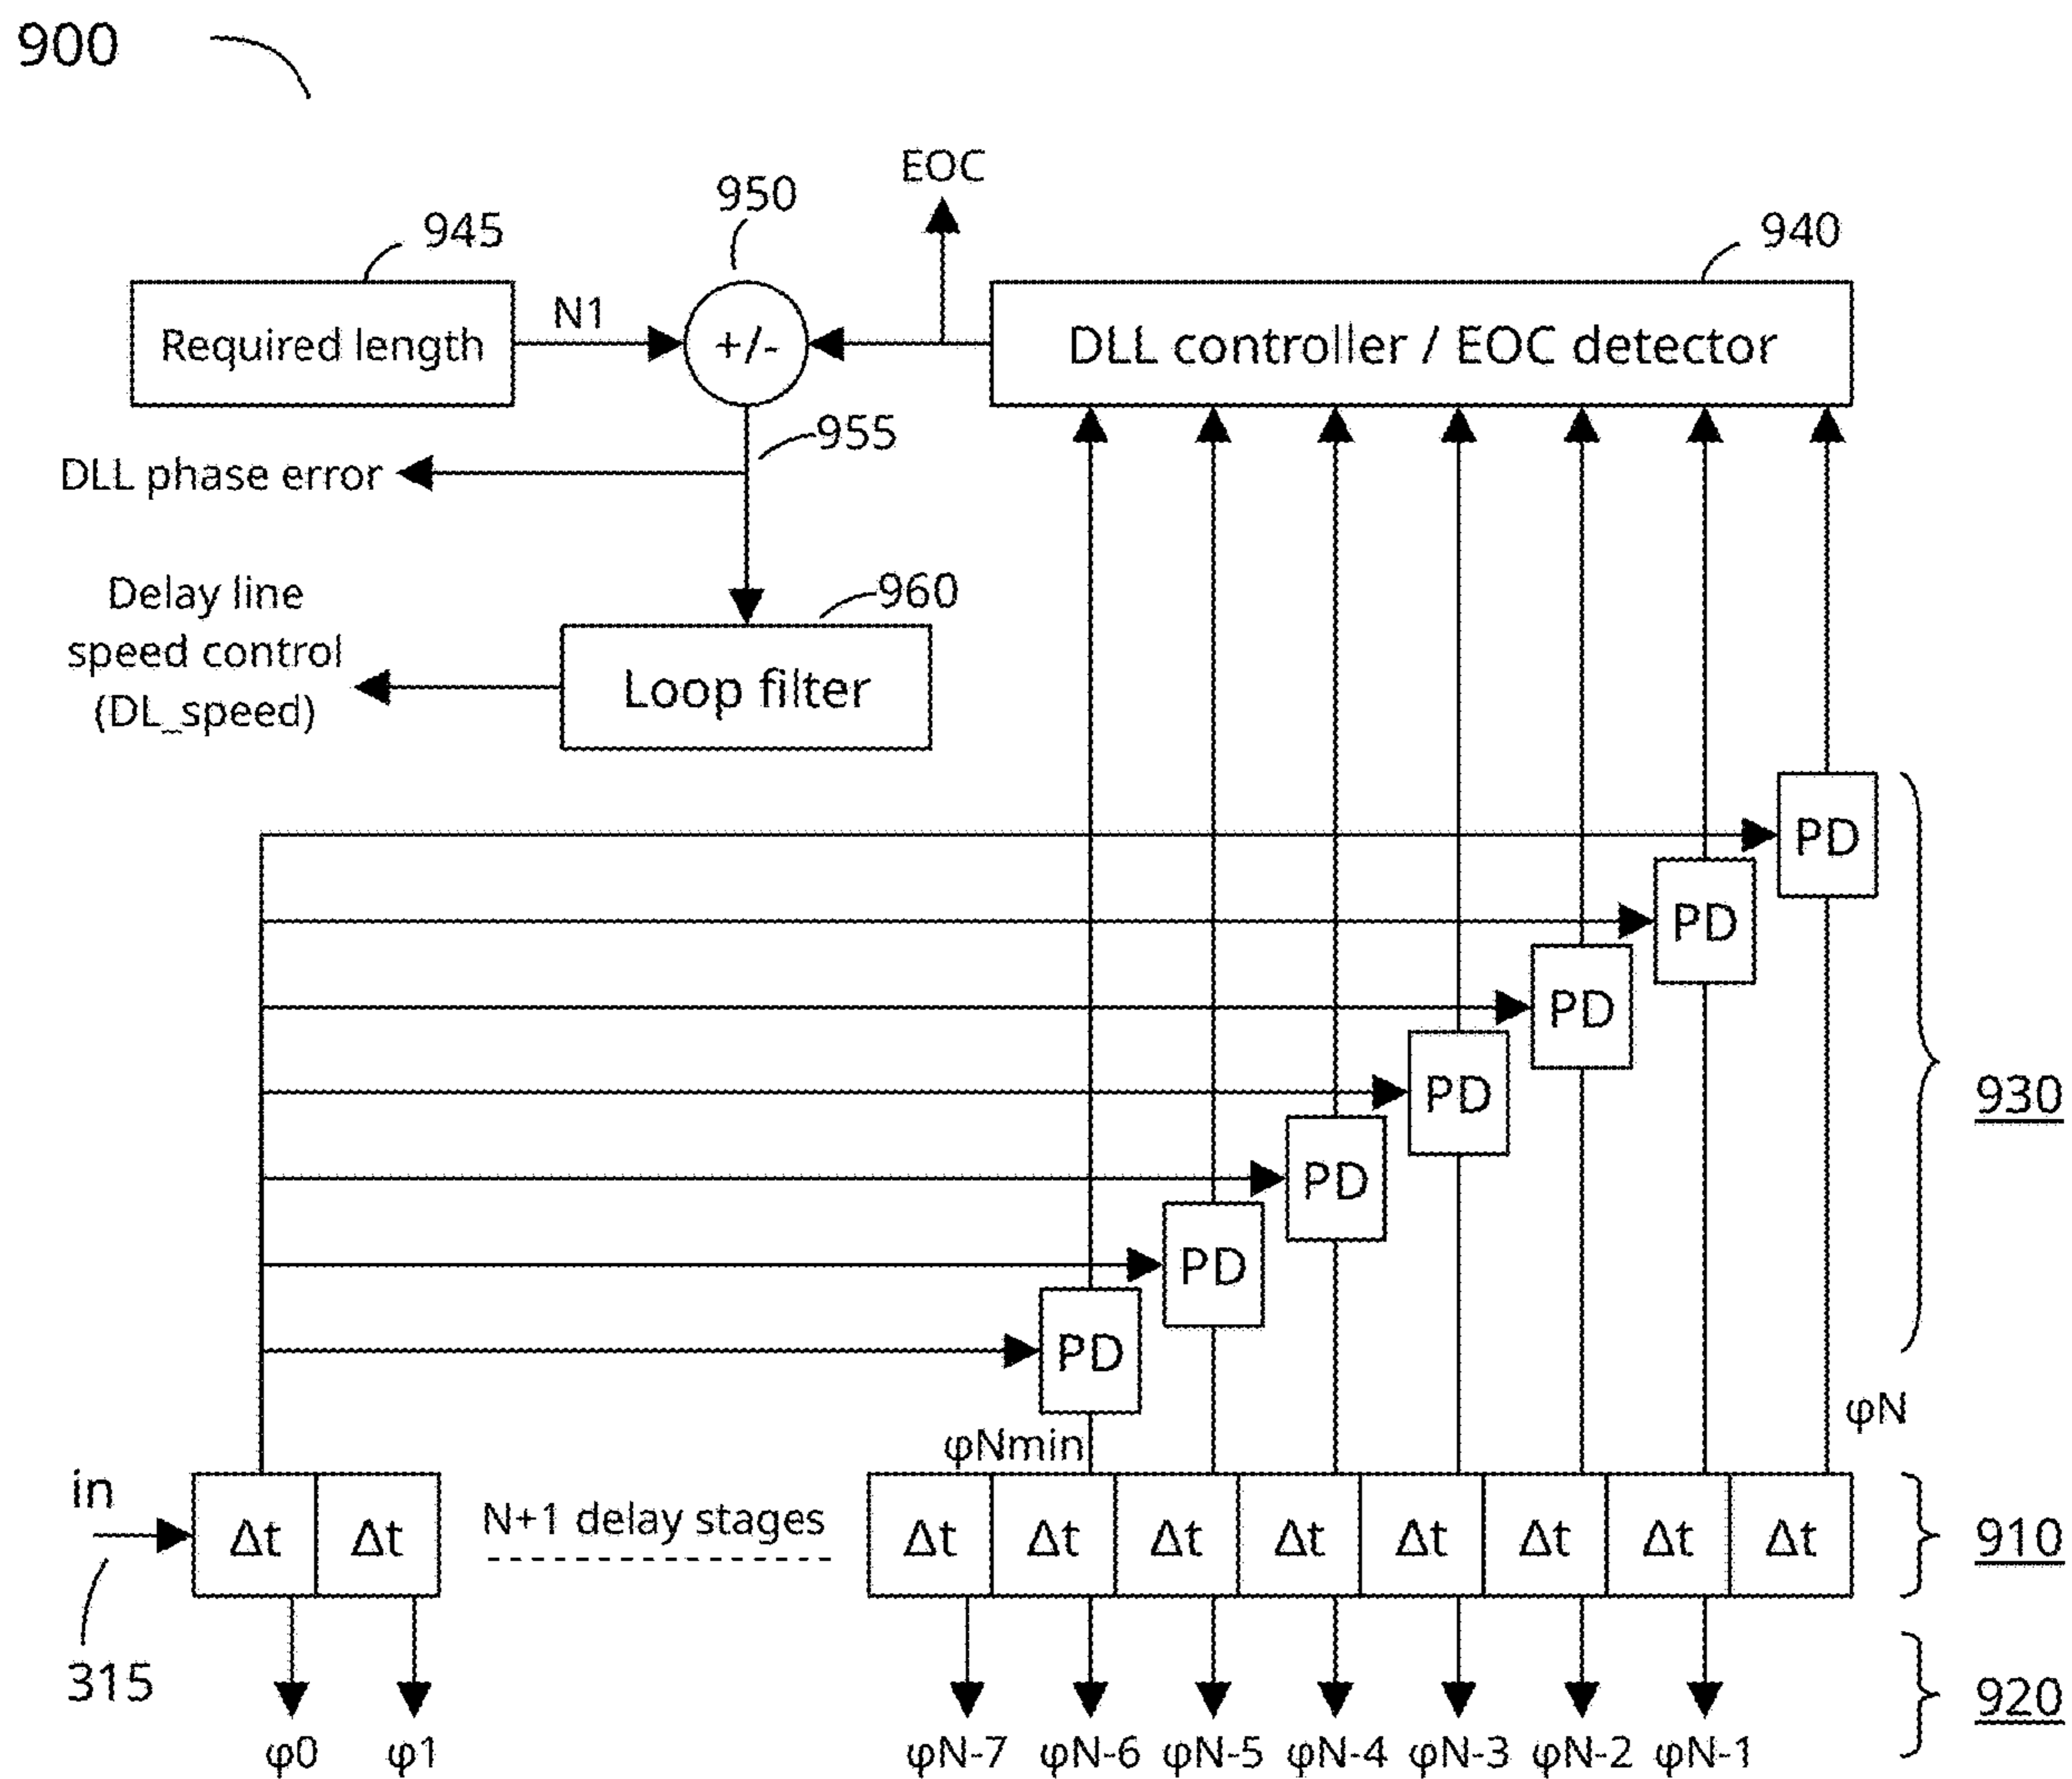 900
EOC
950
945
940
Required length
N1
+/-
DLL controller / EOC detector
955
DLL phase error
Delay line
speed control
(DL_speed)
960
Loop filter
PD
PD
PD
PD
PD
PD
PD
930
φN
φNmin
in
Δt
Δt
N+1 delay stages
Δt
Δt
Δt
Δt
Δt
Δt
Δt
Δt
910
315
920
φ0
φ1
φN-7
φN-6
φN-5
φN-4
φN-3
φN-2
φN-1